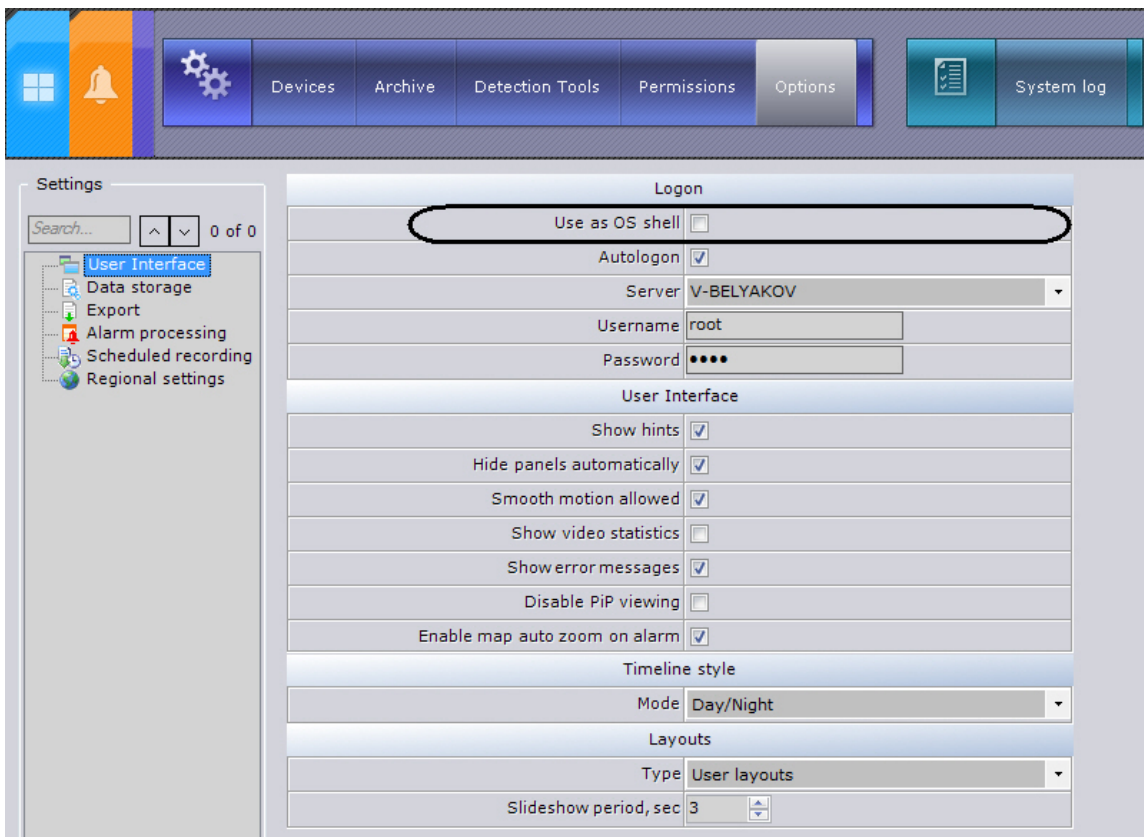 Devices Archive Detection Tools Permissions Options System log
Settings
Search... 0 of 0
User Interface
Data storage
Export
Alarm processing
Scheduled recording
Regional settings
Logon
Use as OS shell
Autologon
Server V-BELYAKOV
Username root
Password ••••
User Interface
Show hints
Hide panels automatically
Smooth motion allowed
Show video statistics
Show error messages
Disable PiP viewing
Enable map auto zoom on alarm
Timeline style
Mode Day/Night
Layouts
Type User layouts
Slideshow period, sec 3